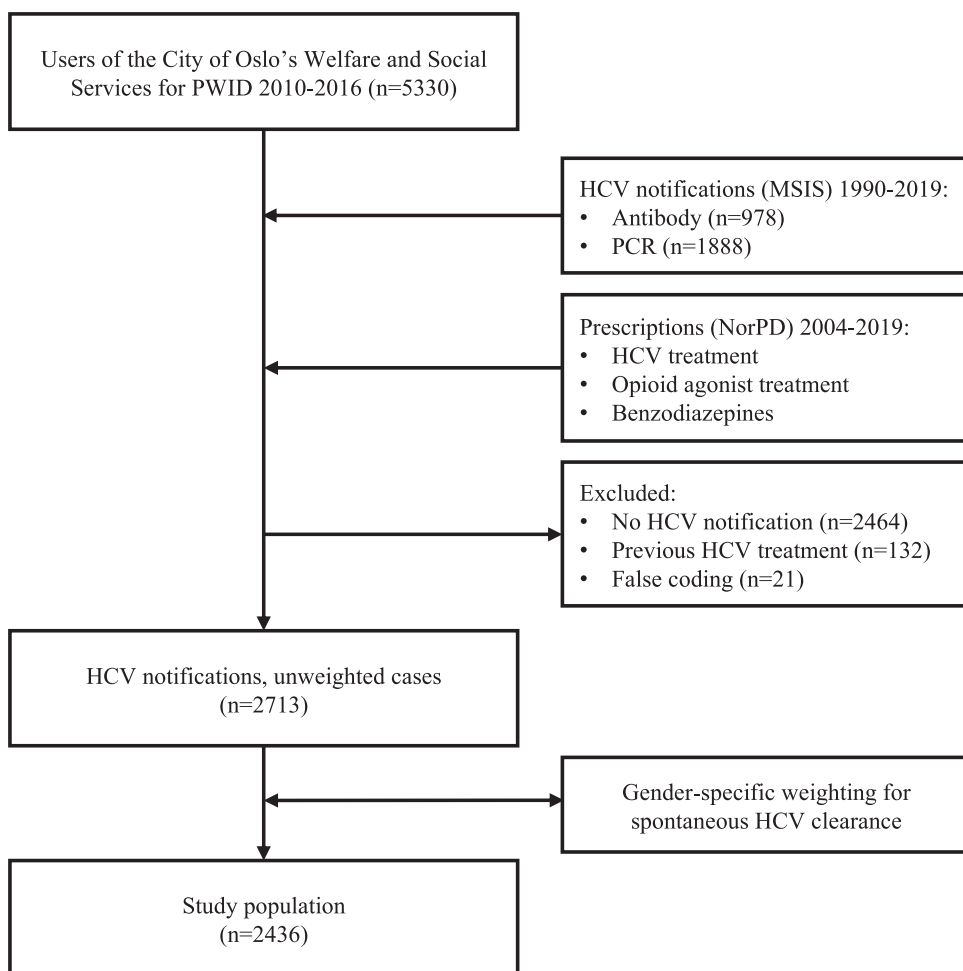 Users of the City of Oslo’s Welfare and Social
Services for PWID 2010-2016 (n=5330)
HCV notifications (MSIS) 1990-2019:
• Antibody (n=978)
• PCR (n=1888)
Prescriptions (NorPD) 2004-2019:
• HCV treatment
• Opioid agonist treatment
• Benzodiazepines
Excluded:
• No HCV notification (n=2464)
• Previous HCV treatment (n=132)
• False coding (n=21)
HCV notifications, unweighted cases
(n=2713)
Gender-specific weighting for
spontaneous HCV clearance
Study population
(n=2436)